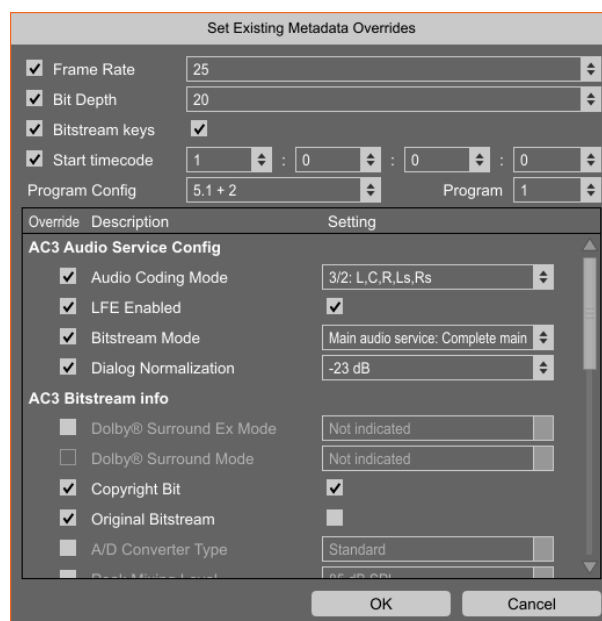 Set Existing Metadata Overrides
Frame Rate 25
Bit Depth 20
Bitstream keys
Start timecode 1 : 0 : 0 : 0
Program Config 5.1 + 2 Program 1
Override Description Setting
AC3 Audio Service Config
Audio Coding Mode 3/2: L,C,R,Ls,Rs
LFE Enabled
Bitstream Mode Main audio service: Complete main
Dialog Normalization -23 dB
AC3 Bitstream info
Dolby® Surround Ex Mode Not indicated
Dolby® Surround Mode Not indicated
Copyright Bit
Original Bitstream
A/D Converter Type Standard
OK Cancel